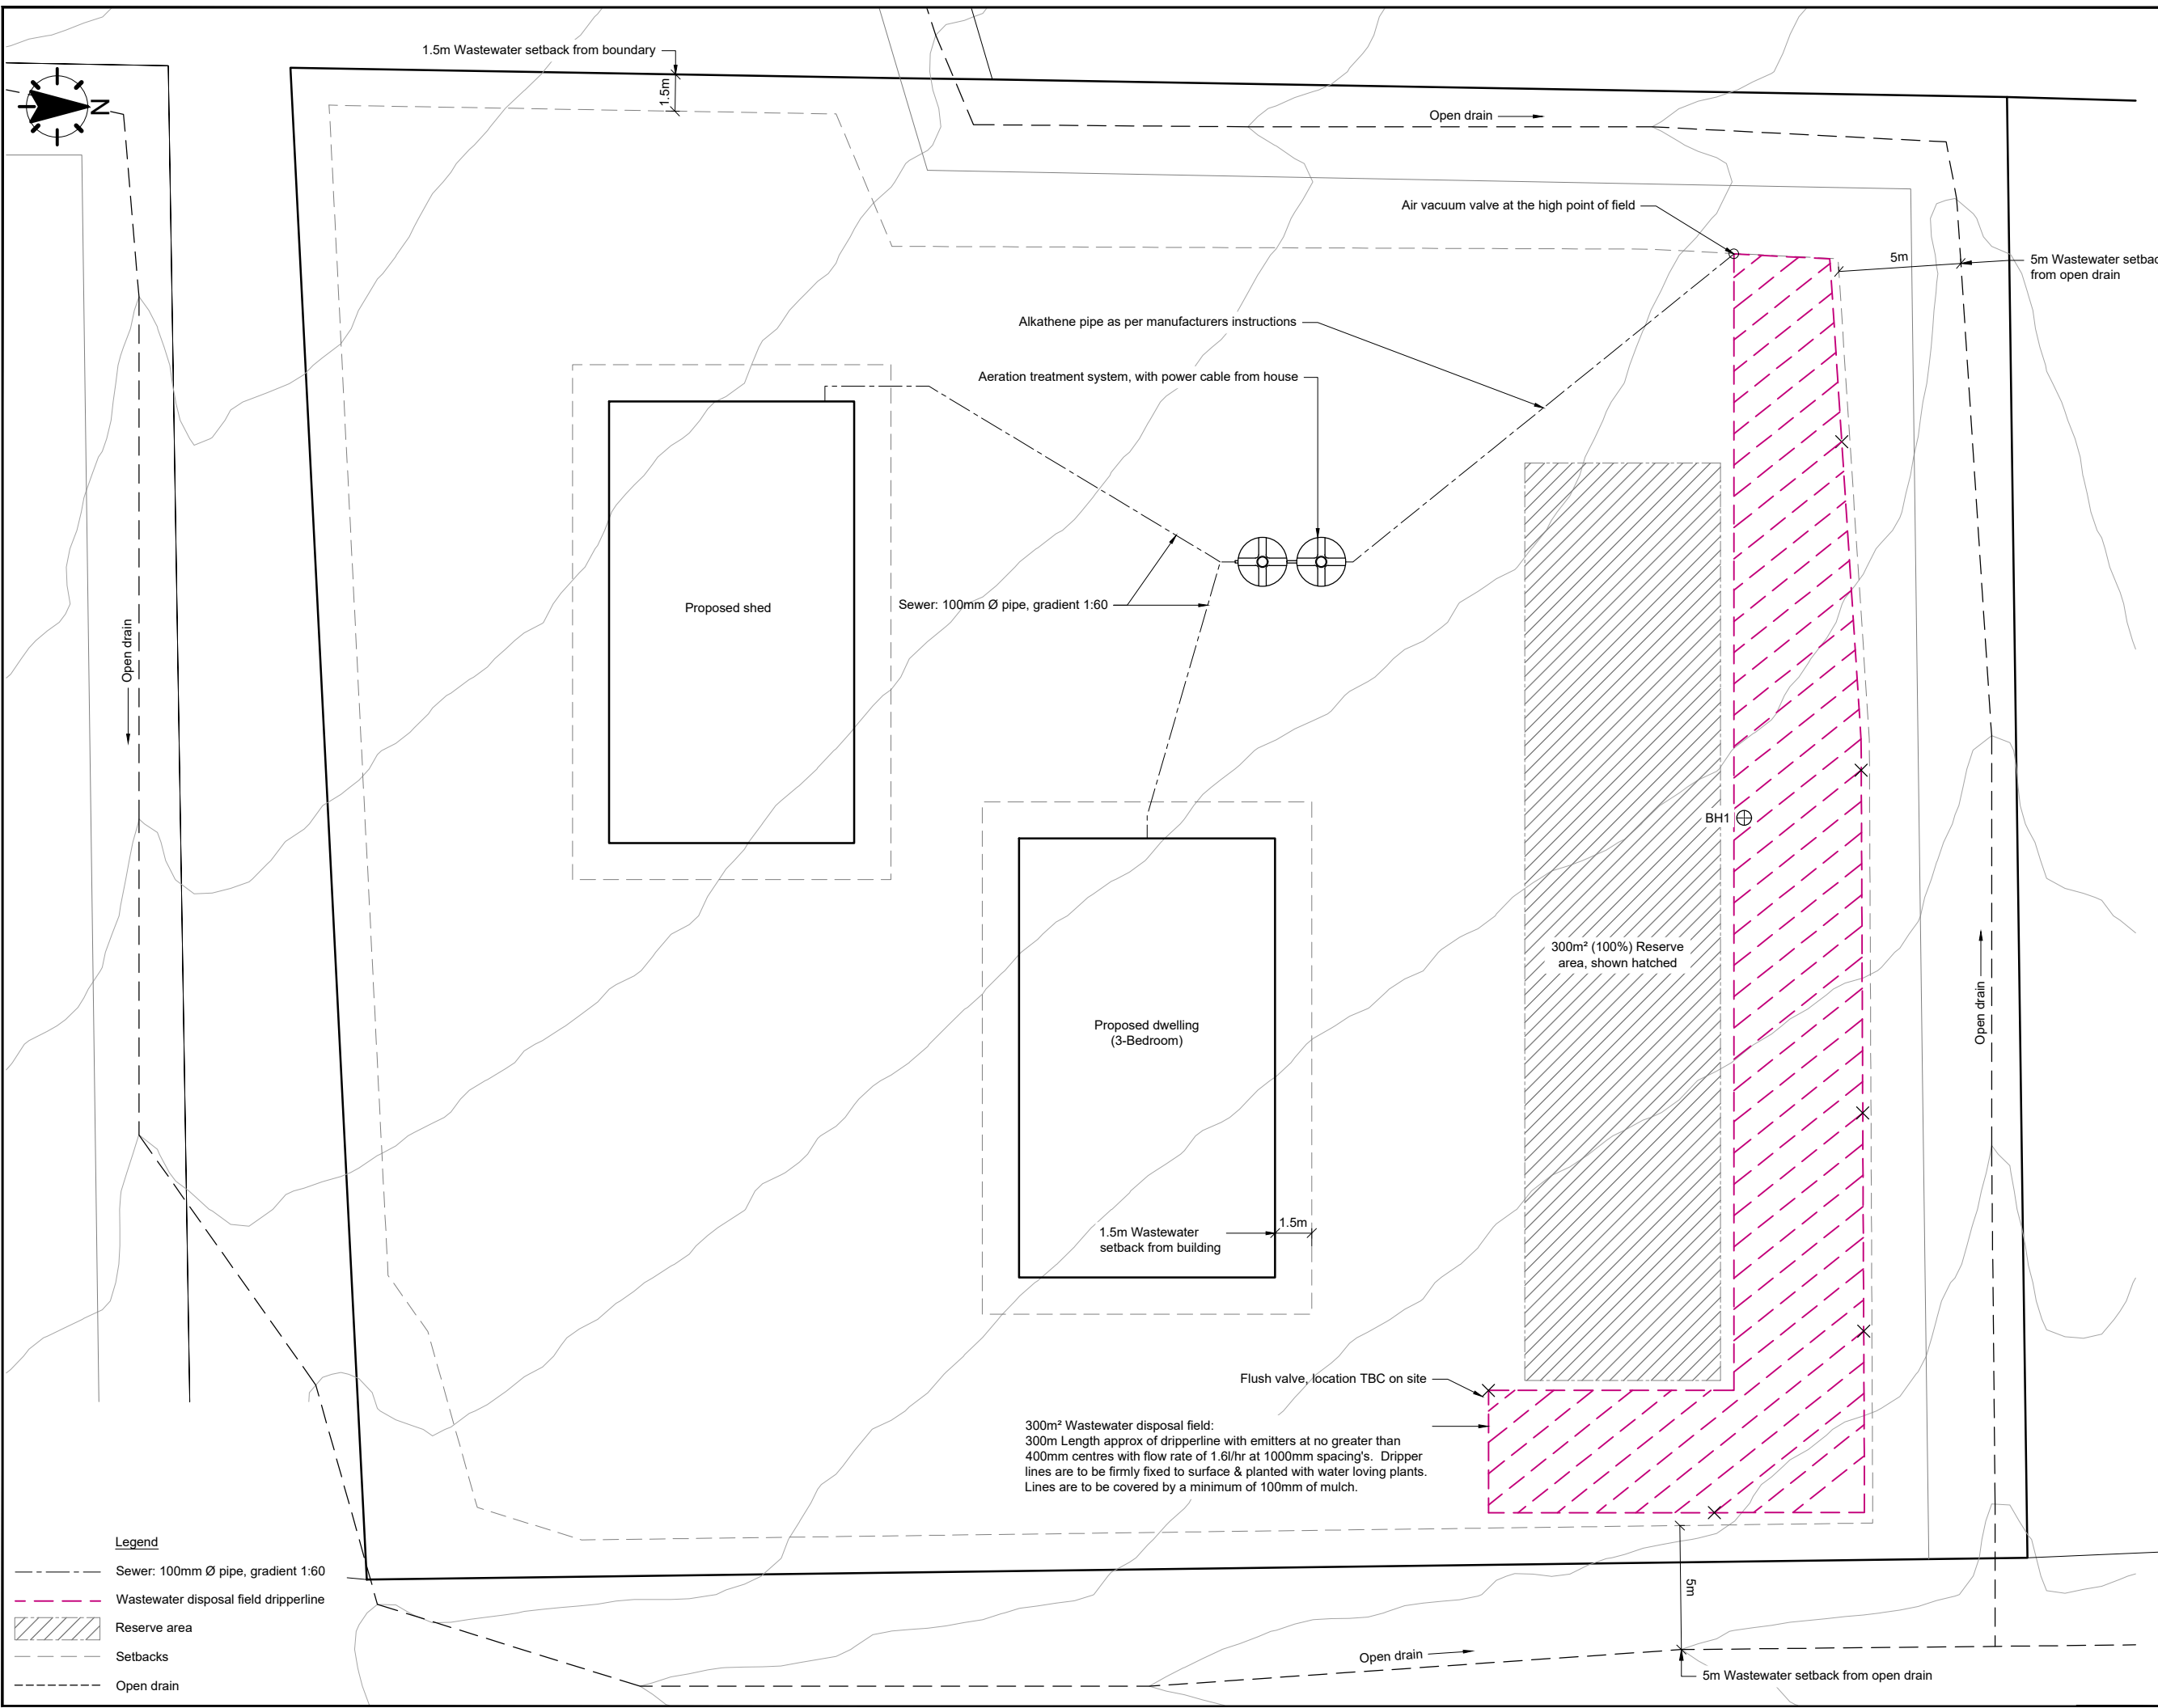 1.5m Wastewater setback from boundary
1.5m
N
Open drain
Air vacuum valve at the high point of field
5m
5m Wastewater setbac
from open drain
Alkathene pipe as per manufacturers instructions
Aeration treatment system, with power cable from house
Proposed shed
Sewer: 100mm Ø pipe, gradient 1:60
Open drain
BH1
300m² (100%) Reserve
area, shown hatched
Open drain
Proposed dwelling
(3-Bedroom)
1.5m Wastewater
setback from building
1.5m
Flush valve, location TBC on site
300m² Wastewater disposal field:
300m Length approx of dripperline with emitters at no greater than
400mm centres with flow rate of 1.6l/hr at 1000mm spacing's. Dripper
lines are to be firmly fixed to surface & planted with water loving plants.
Lines are to be covered by a minimum of 100mm of mulch.
5m
Open drain
5m Wastewater setback from open drain
Legend
Sewer: 100mm Ø pipe, gradient 1:60
Wastewater disposal field dripperline
Reserve area
Setbacks
Open drain